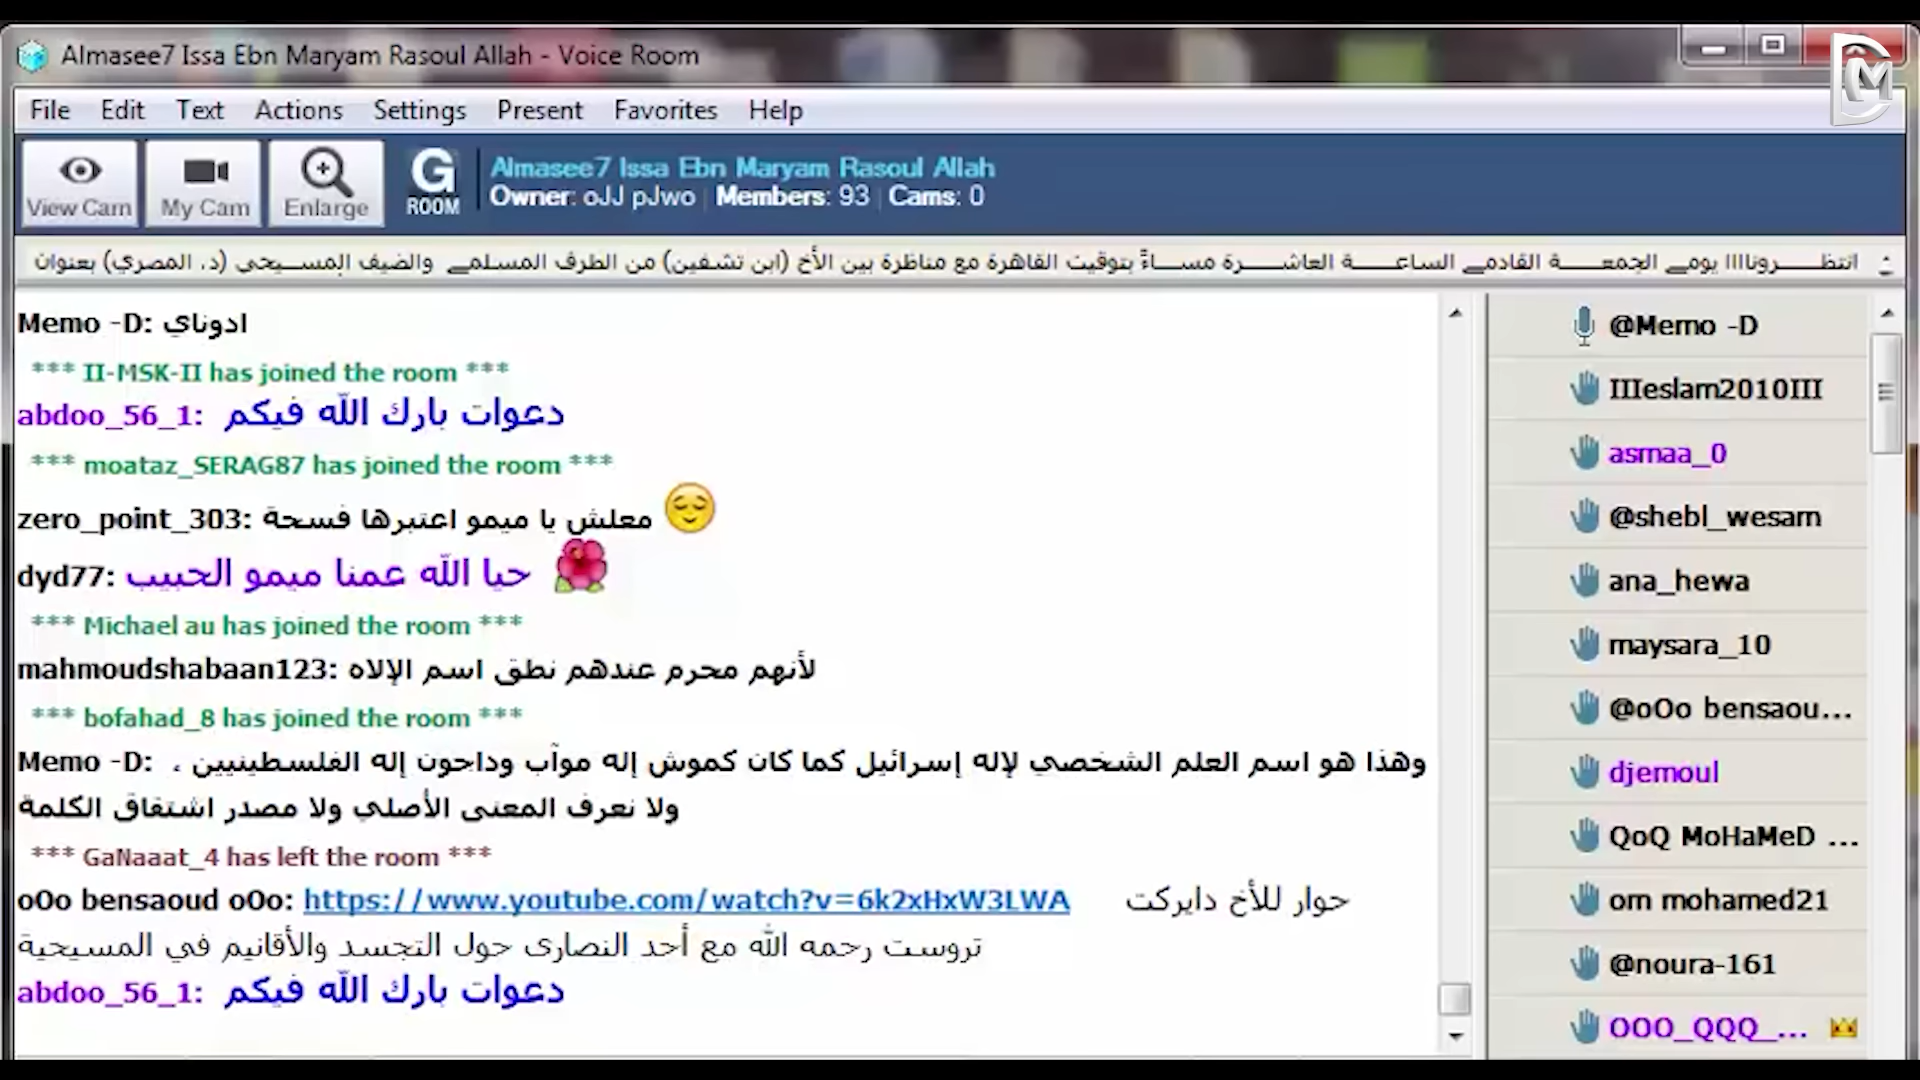 Almasee7 Issa Ebn Maryam Rasoul Allah - Voice Room
File Edit Text Actions Settings Present Favorites Help
View Cam My Cam Enlarge G ROOM
Almasee7 Issa Ebn Maryam Rasoul Allah
Owner: oJJ pJwo | Members: 93 | Cams: 0
انتظـــــرونااااا يومـے الجمعـــــة القادمـے الساعـــــة العاشـــــرة مســـاءً بتوقيت القاهرة مع مناظرة بين الأخ (ابن تشفين) من الطرف المسلمـے والضيف المســـيحي (د. المصري) بعنوان
Memo -D: ادوناي
*** II-MSK-II has joined the room ***
abdoo_56_1: دعوات بارك الله فيكم
*** moataz_SERAG87 has joined the room ***
zero_point_303: معلش يا ميمو اعتبرها فسحة
dyd77: حيا الله عمنا ميمو الحبيب
*** Michael au has joined the room ***
mahmoudshabaan123: لأنهم محرم عندهم نطق اسم الإلاه
*** bofahad_8 has joined the room ***
Memo -D: وهذا هو اسم العلم الشخصي لإله إسرائيل كما كان كموش إله موآب وداجون إله الفلسطينيين ،
ولا نعرف المعنى الأصلي ولا مصدر اشتقاق الكلمة
*** GaNaaat_4 has left the room ***
oOo bensaoud oOo: https://www.youtube.com/watch?v=6k2xHxW3LWA حوار للأخ دايركت
تروست رحمه الله مع أحد النصارى حول التجسد والأقانيم في المسيحية
abdoo_56_1: دعوات بارك الله فيكم
@Memo -D
IIIeslam2010III
asmaa_0
@shebl_wesam
ana_hewa
maysara_10
@oOo bensaou...
djemoul
QoQ MoHaMeD ...
om mohamed21
@noura-161
OOO_QQQ_...